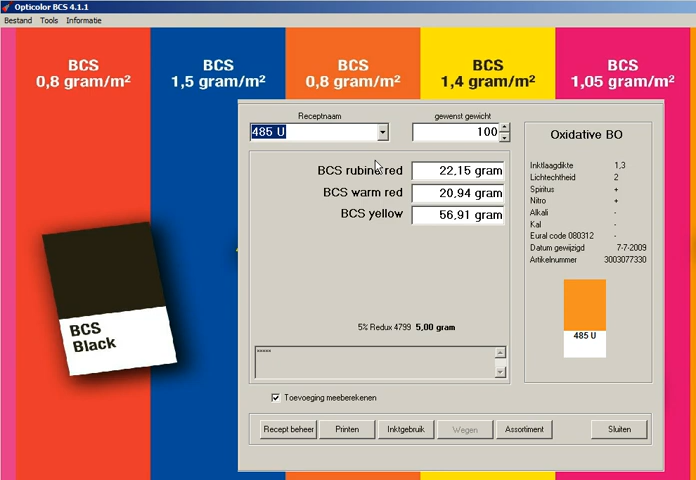 Opticolor BCS 4.1.1
Bestand Tools Informatie
BCS
0,8 gram/m²
BCS
1,5 gram/m²
BCS
0,8 gram/m²
BCS
1,4 gram/m²
BCS
1,05 gram/m²
Receptnaam
gewenst gewicht
485 U
100
BCS rubine red 22,15 gram
BCS warm red 20,94 gram
BCS yellow 56,91 gram
5% Redux 4799 5,00 gram
*****
Toevoeging meeberekenen
Recept beheer Printen Inktgebruik Wegen Assortiment Sluiten
Oxidative BO
Inktlaagdikte 1,3
Lichtechtheid 2
Spiritus +
Nitro +
Alkali -
Kal -
Eural code 080312 -
Datum gewijzigd 7-7-2009
Artikelnummer 3003077330
485 U
BCS
Black